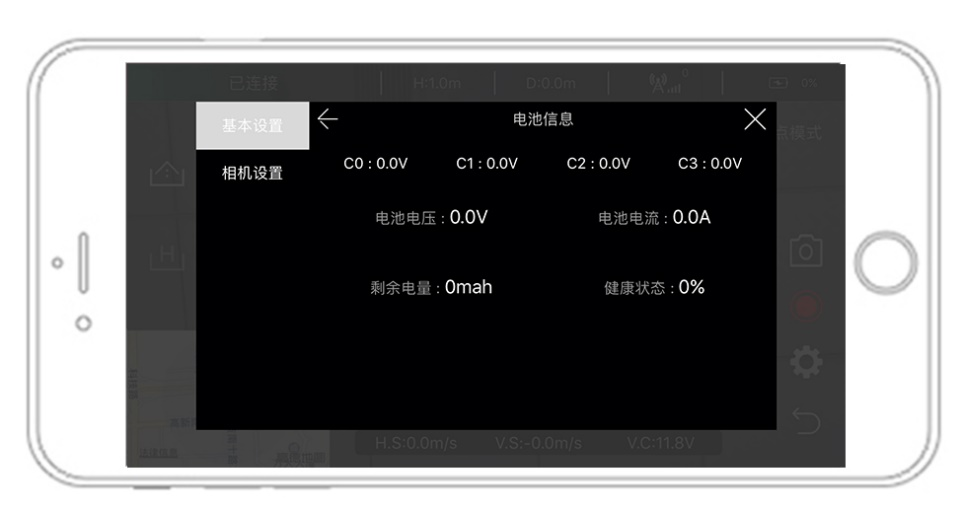 已连接 H:1.0m D:0.0m 0%
基本设置 电池信息
点模式
相机设置 C0 : 0.0V C1 : 0.0V C2 : 0.0V C3 : 0.0V
电池电压 : 0.0V 电池电流 : 0.0A
H
剩余电量 : 0mah 健康状态 : 0%
H.S:0.0m/s V.S:-0.0m/s V.C:11.8V